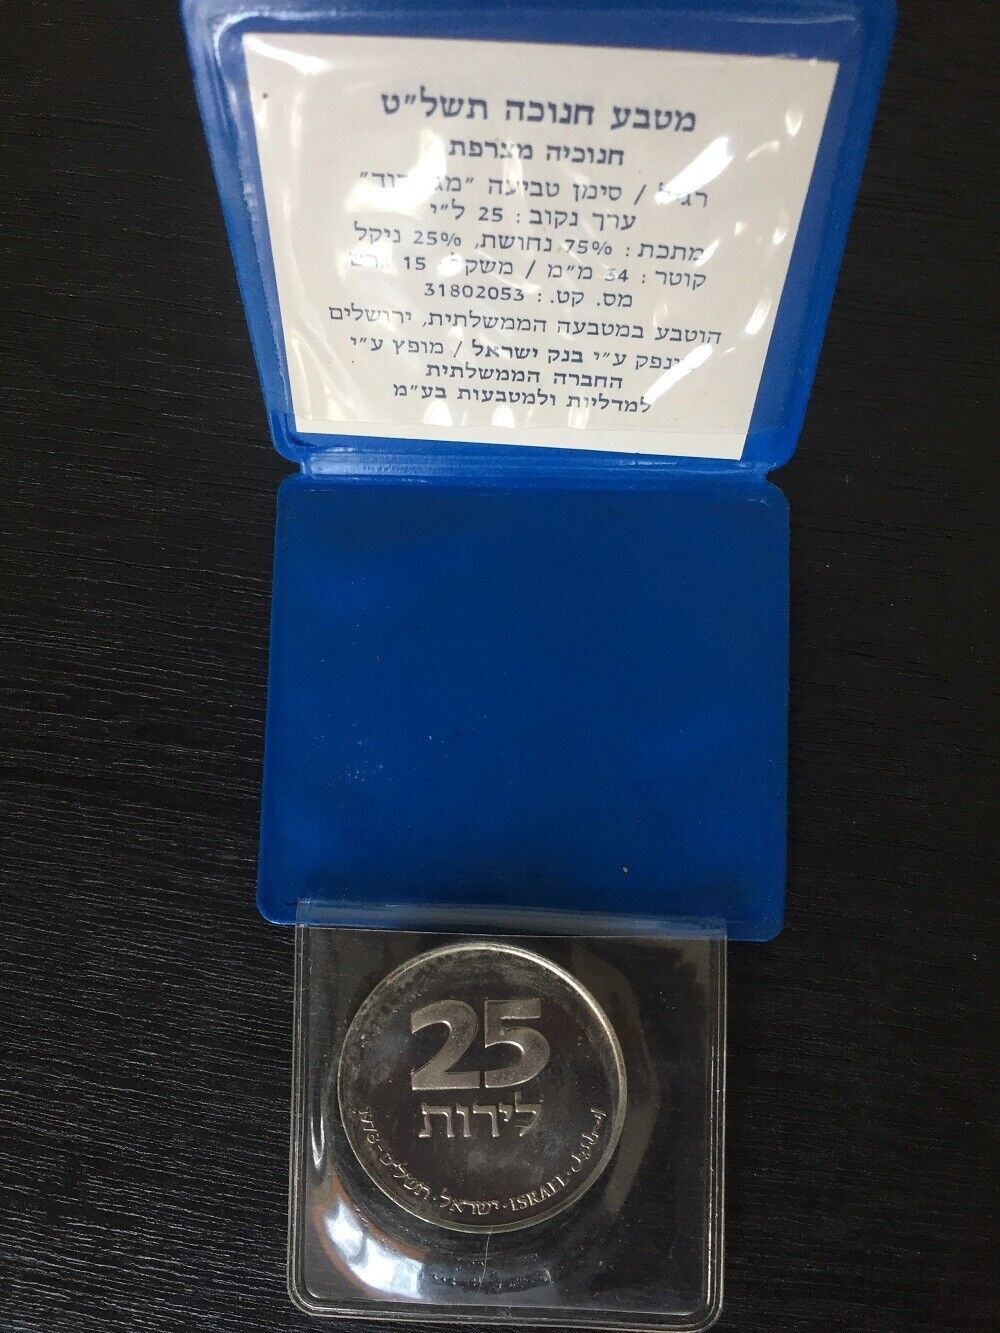 מטבע חנוכה תשל״ט
חנוכיה מצרפת
רגיל / סימן טביעה ״מגן דוד״
ערך נקוב : 25 ל״י
מתכת : 75% נחושת, 25% ניקל
קוטר : 34 מ״מ / משקל : 15 גרם
מס. קט. : 31802053
הוטבע במטבעה הממשלתית, ירושלים
הונפק ע״י בנק ישראל / מופץ ע״י
החברה הממשלתית
למדליות ולמטבעות בע״מ
25
לירות
1978 · תשל״ט · ישראל · ISRAEL · اسرائيل